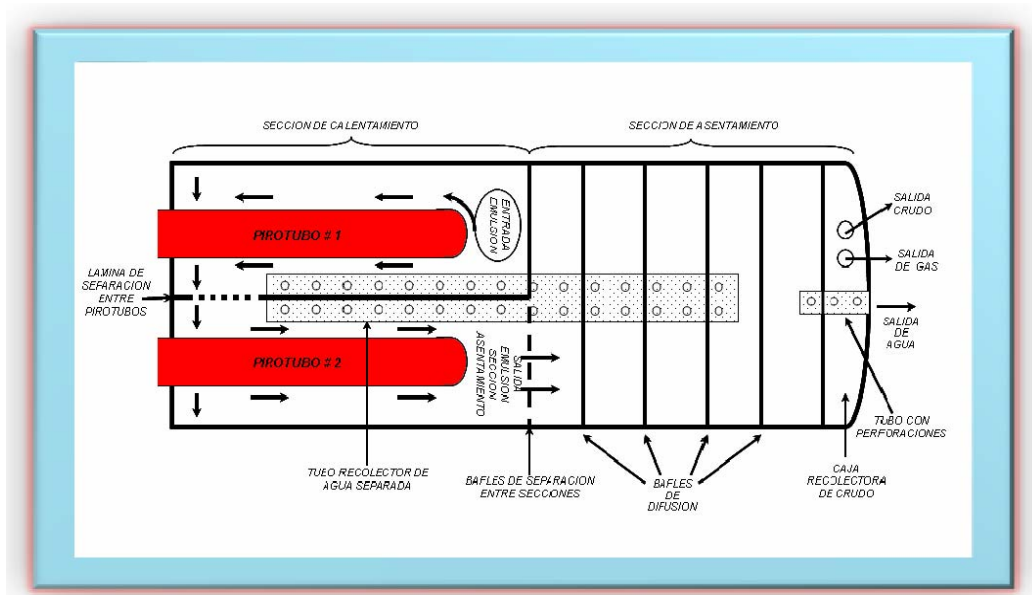 SECCION DE CALENTAMIENTO
SECCION DE ASENTAMIENTO
SALIDA
CRUDO
ENTRADA
EMULSION
PIROTUBO # 1
SALIDA
DE GAS
LAMINA DE
SEPARACION
ENTRE
PIROTUBOS
SALIDA
DE
AGUA
PIROTUBO # 2
SALIDA
EMULSION
SECCION
ASENTAMIENTO
TUBO CON
PERFORACIONES
TUBO RECOLECTOR DE
AGUA SEPARADA
BAFLES DE SEPARACION
ENTRE SECCIONES
BAFLES
DE
DIFUSION
CAJA
RECOLECTORA
DE CRUDO